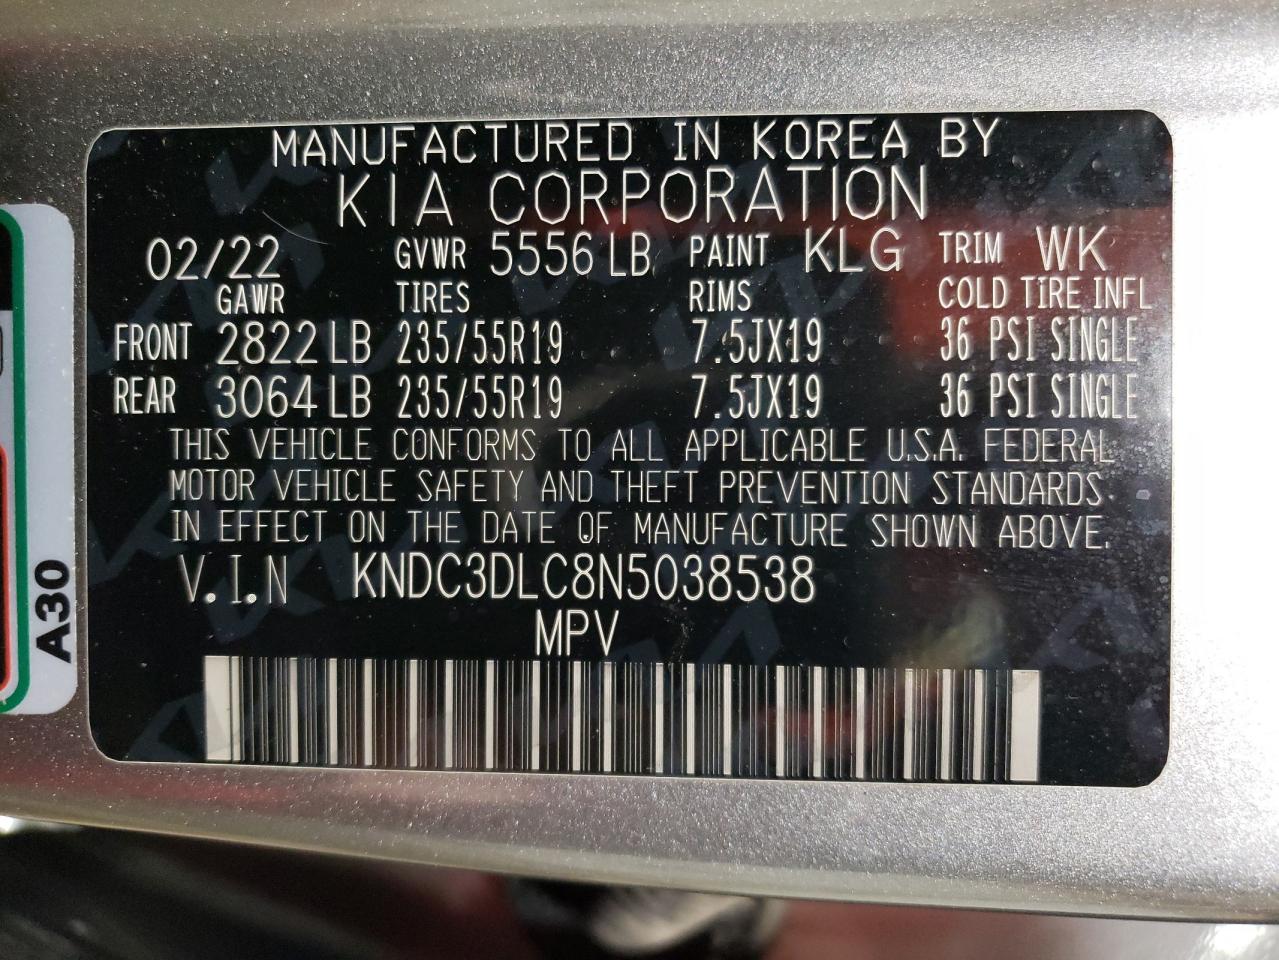 MANUFACTURED IN KOREA BY
KIA CORPORATION
02/22 GVWR 5556 LB PAINT KLG TRIM WK
GAWR TIRES RIMS COLD TIRE INFL
FRONT 2822 LB 235/55R19 7.5JX19 36 PSI SINGLE
REAR 3064 LB 235/55R19 7.5JX19 36 PSI SINGLE
THIS VEHICLE CONFORMS TO ALL APPLICABLE U.S.A. FEDERAL
MOTOR VEHICLE SAFETY AND THEFT PREVENTION STANDARDS
IN EFFECT ON THE DATE OF MANUFACTURE SHOWN ABOVE.
V.I.N KNDC3DLC8N5038538
MPV
A30